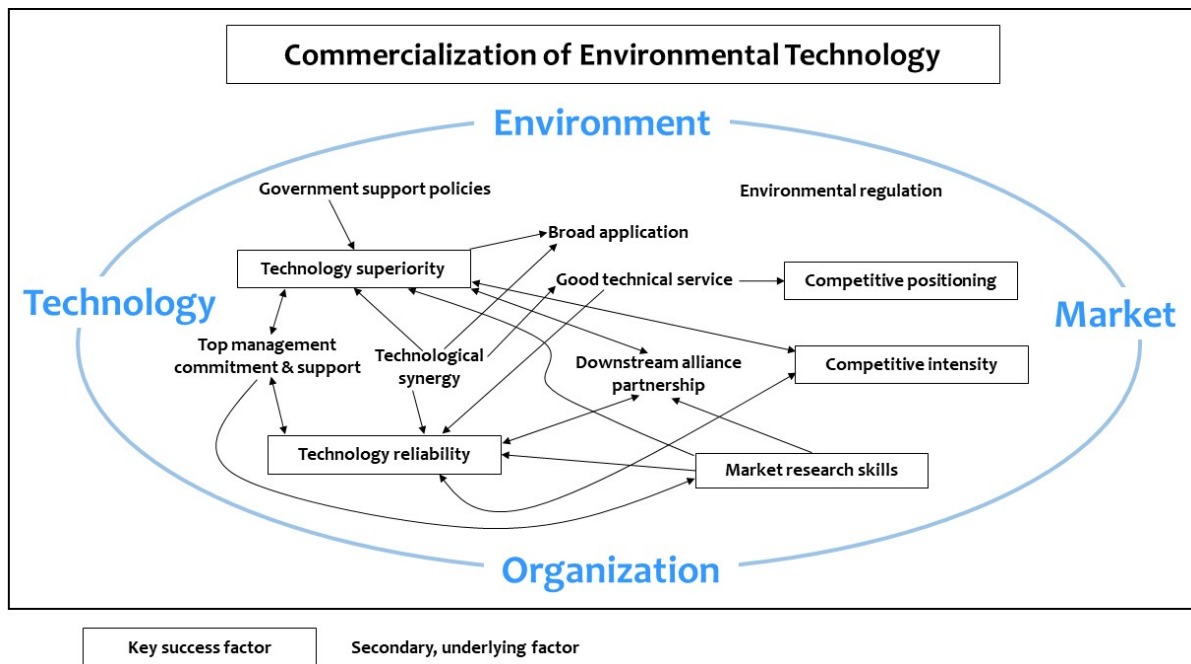 Commercialization of Environmental Technology
Environment
Government support policies
Environmental regulation
Broad application
Technology superiority
Good technical service
Competitive positioning
Technology
Market
Top management
commitment & support
Technological
synergy
Downstream alliance
partnership
Competitive intensity
Technology reliability
Market research skills
Organization
Key success factor
Secondary, underlying factor